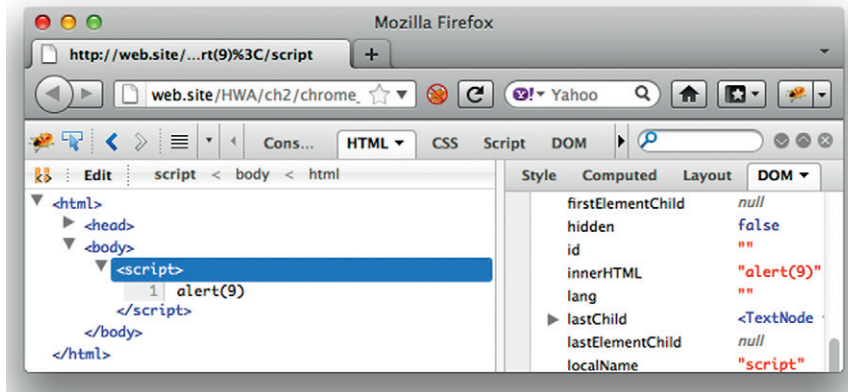 Mozilla Firefox
http://web.site/...rt(9)%3C/script
+
web.site/HWA/ch2/chrome_
Y! Yahoo
Cons... HTML CSS Script DOM
Edit script < body < html
Style Computed Layout DOM
<html>
<head>
<body>
<script>
1 alert(9)
</script>
</body>
</html>
firstElementChild null
hidden false
id ""
innerHTML "alert(9)"
lang ""
lastChild <TextNode
lastElementChild null
localName "script"